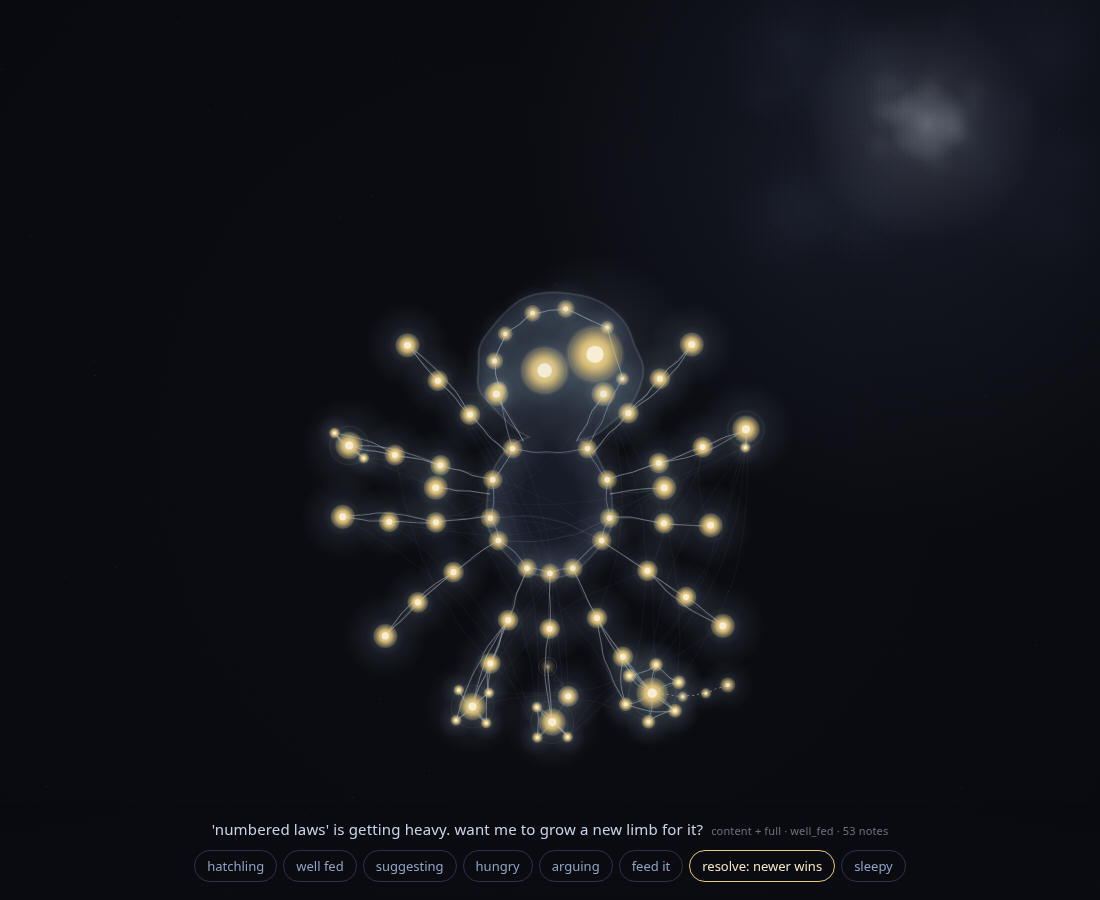 'numbered laws' is getting heavy. want me to grow a new limb for it? content + full · well_fed · 53 notes
hatchling well fed suggesting hungry arguing feed it resolve: newer wins sleepy